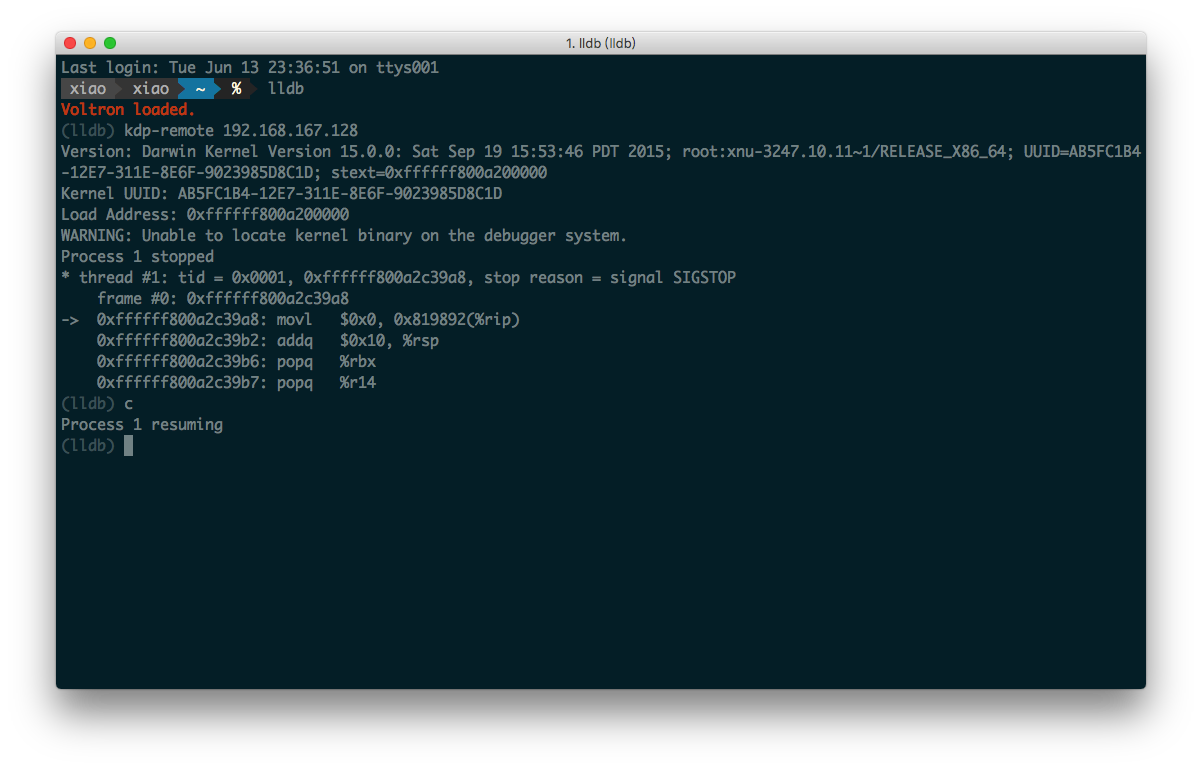 1. lldb (lldb)
Last login: Tue Jun 13 23:36:51 on ttys001
xiao xiao ~ % lldb
Voltron loaded.
(lldb) kdp-remote 192.168.167.128
Version: Darwin Kernel Version 15.0.0: Sat Sep 19 15:53:46 PDT 2015; root:xnu-3247.10.11~1/RELEASE_X86_64; UUID=AB5FC1B4
-12E7-311E-8E6F-9023985D8C1D; stext=0xffffff800a200000
Kernel UUID: AB5FC1B4-12E7-311E-8E6F-9023985D8C1D
Load Address: 0xffffff800a200000
WARNING: Unable to locate kernel binary on the debugger system.
Process 1 stopped
* thread #1: tid = 0x0001, 0xffffff800a2c39a8, stop reason = signal SIGSTOP
    frame #0: 0xffffff800a2c39a8
->  0xffffff800a2c39a8: movl   $0x0, 0x819892(%rip)
    0xffffff800a2c39b2: addq   $0x10, %rsp
    0xffffff800a2c39b6: popq   %rbx
    0xffffff800a2c39b7: popq   %r14
(lldb) c
Process 1 resuming
(lldb)